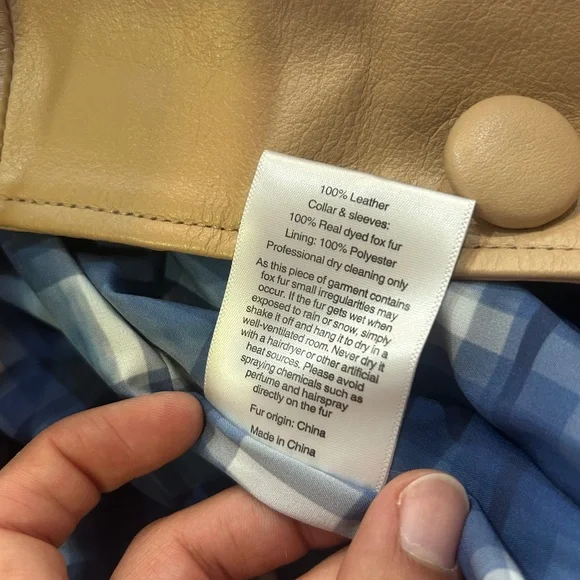 100% Leather
Collar & sleeves:
100% Real dyed fox fur
Lining: 100% Polyester
Professional dry cleaning only
As this piece of garment contains
fox fur small irregularities may
occur. If the fur gets wet when
exposed to rain or snow, simply
shake it off and hang it to dry in a
well-ventilated room. Never dry it
with a hairdryer or other artificial
heat sources. Please avoid
spraying chemicals such as
perfume and hairspray
directly on the fur
Fur origin: China
Made in China